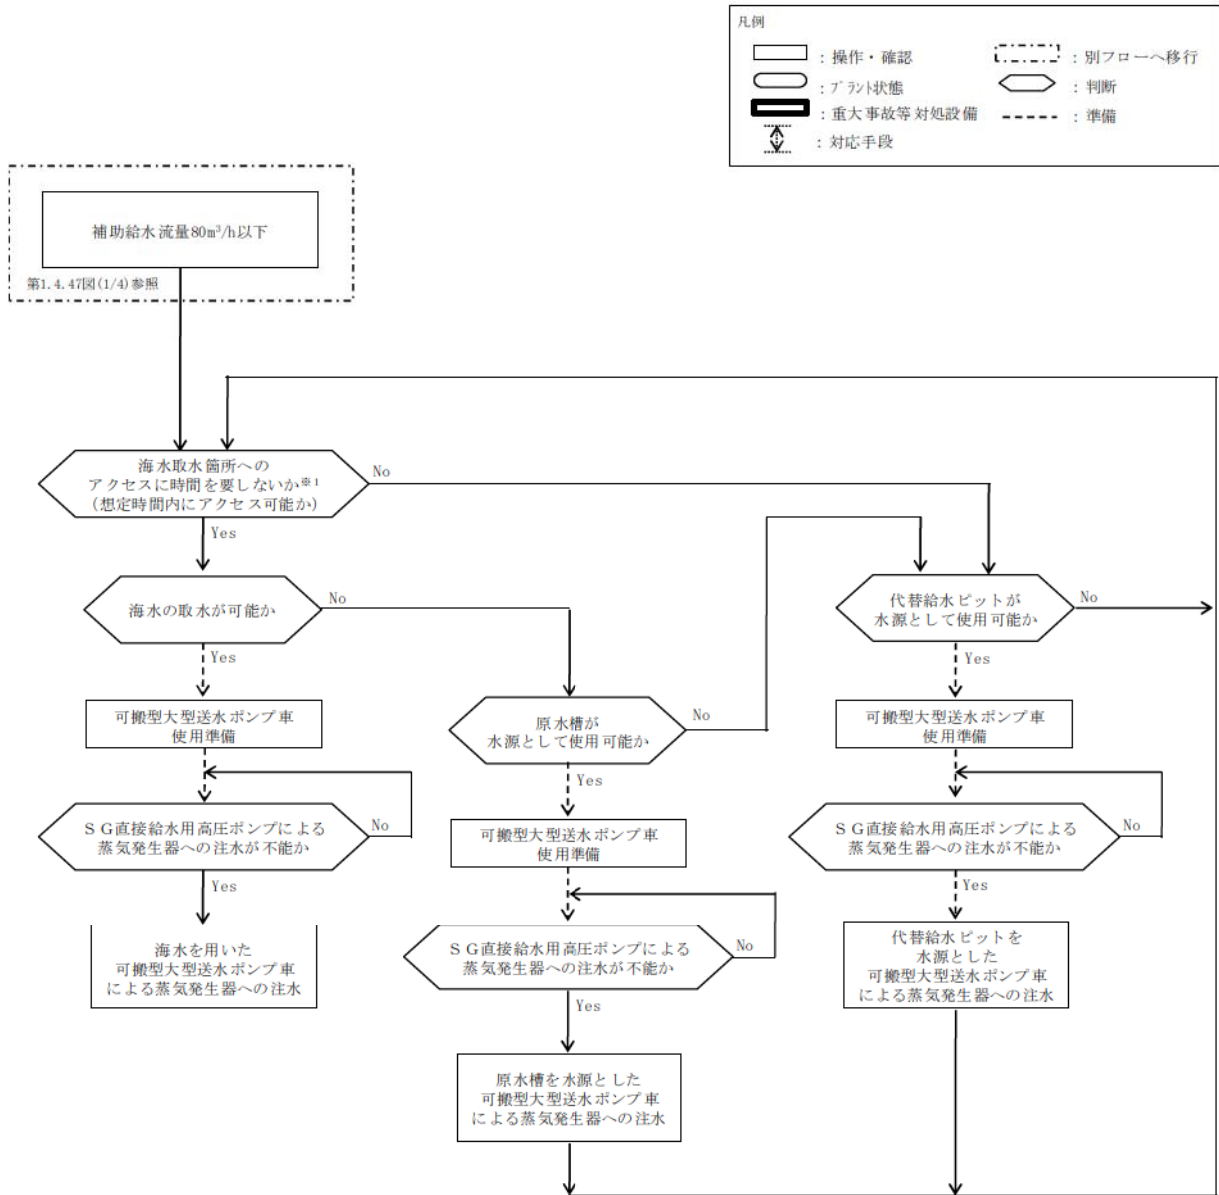 凡例
：操作・確認
：別フローへ移行
：プラント状態
：判断
：重大事故等対処設備
：準備
：対応手段
補助給水流量80m³/h以下
第1.4.47図(1/4)参照
海水取水箇所への
アクセスに時間を要しないか※1
（想定時間内にアクセス可能か）
No
Yes
海水の取水が可能か
No
Yes
可搬型大型送水ポンプ車
使用準備
ＳＧ直接給水用高圧ポンプによる
蒸気発生器への注水が不能か
No
Yes
海水を用いた
可搬型大型送水ポンプ車
による蒸気発生器への注水
原水槽が
水源として使用可能か
No
Yes
可搬型大型送水ポンプ車
使用準備
ＳＧ直接給水用高圧ポンプによる
蒸気発生器への注水が不能か
No
Yes
原水槽を水源とした
可搬型大型送水ポンプ車
による蒸気発生器への注水
代替給水ピットが
水源として使用可能か
No
Yes
可搬型大型送水ポンプ車
使用準備
ＳＧ直接給水用高圧ポンプによる
蒸気発生器への注水が不能か
No
Yes
代替給水ピットを
水源とした
可搬型大型送水ポンプ車
による蒸気発生器への注水